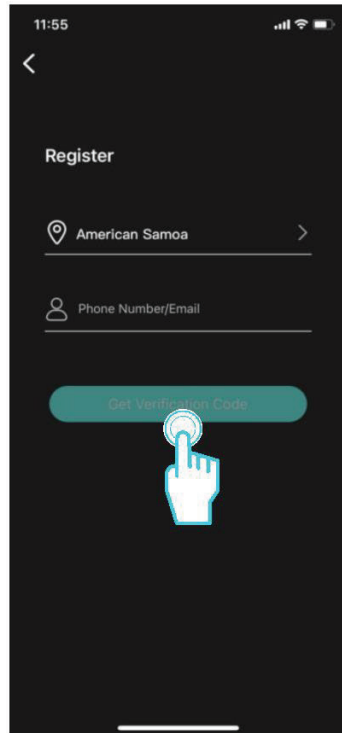 11:55
Register
American Samoa
Phone Number/Email
Get Verification Code